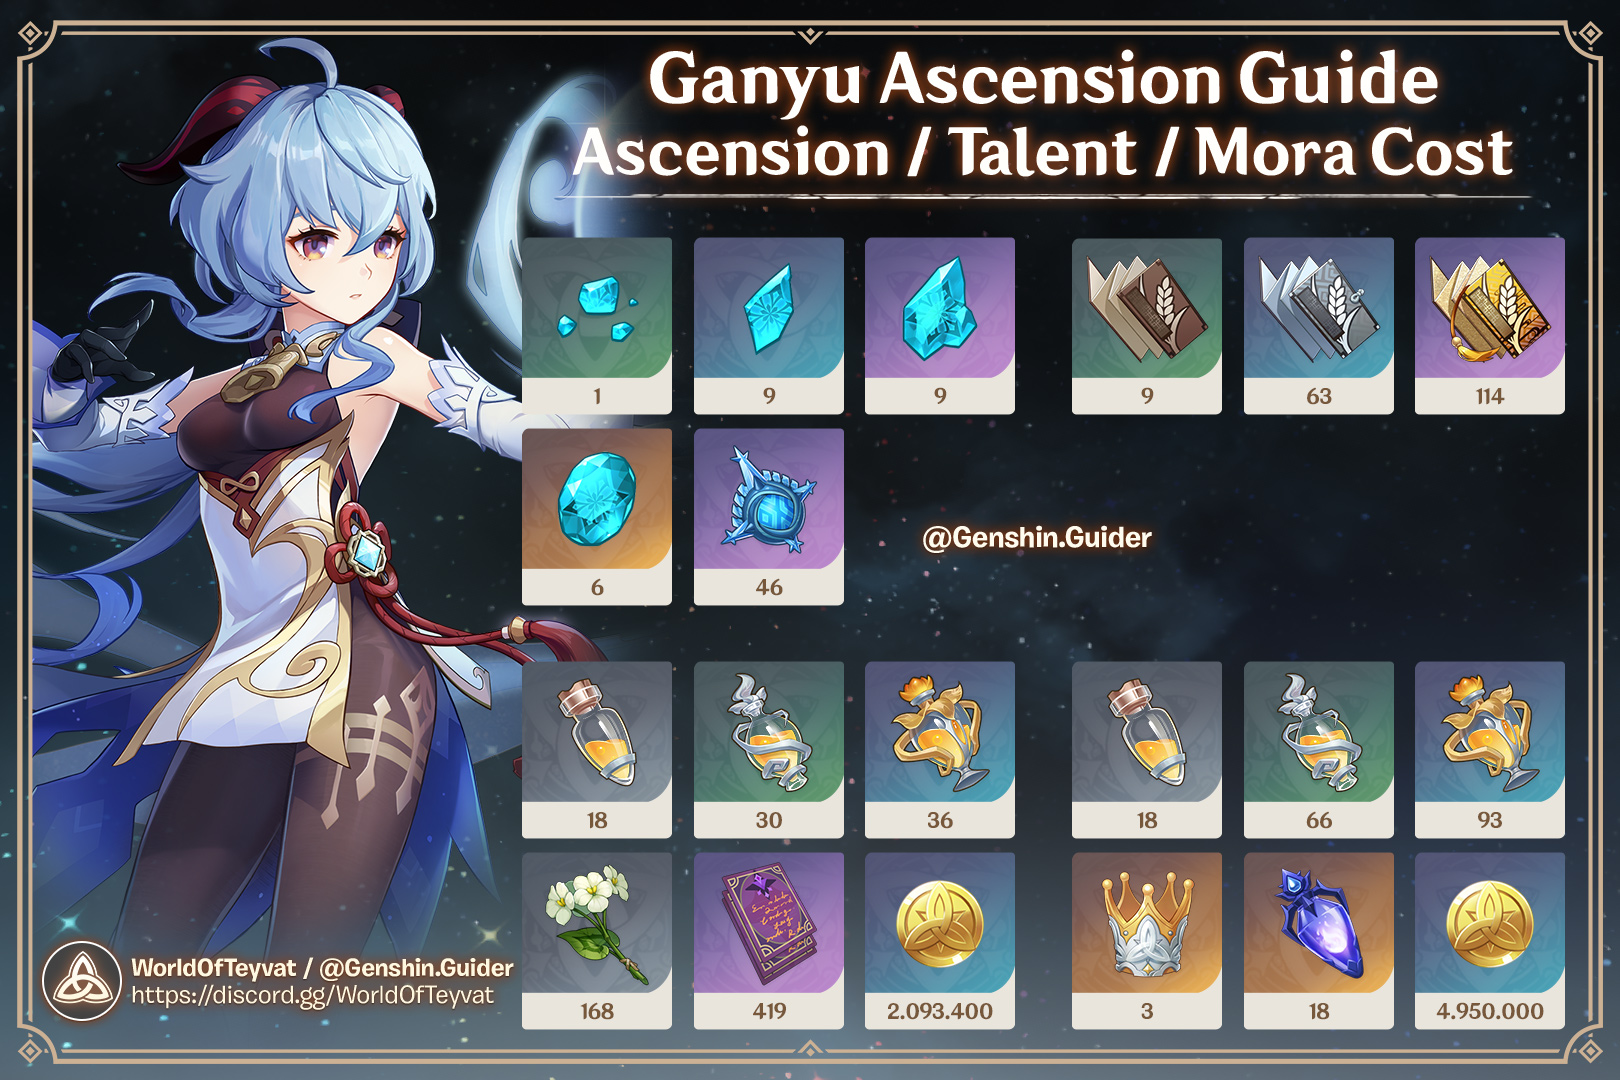 Ganyu Ascension Guide
Ascension / Talent / Mora Cost
1 9 9 9 63 114
6 46
@Genshin.Guider
18 30 36 18 66 93
168 419 2.093.400 3 18 4.950.000
WorldOfTeyvat / @Genshin.Guider
https://discord.gg/WorldOfTeyvat